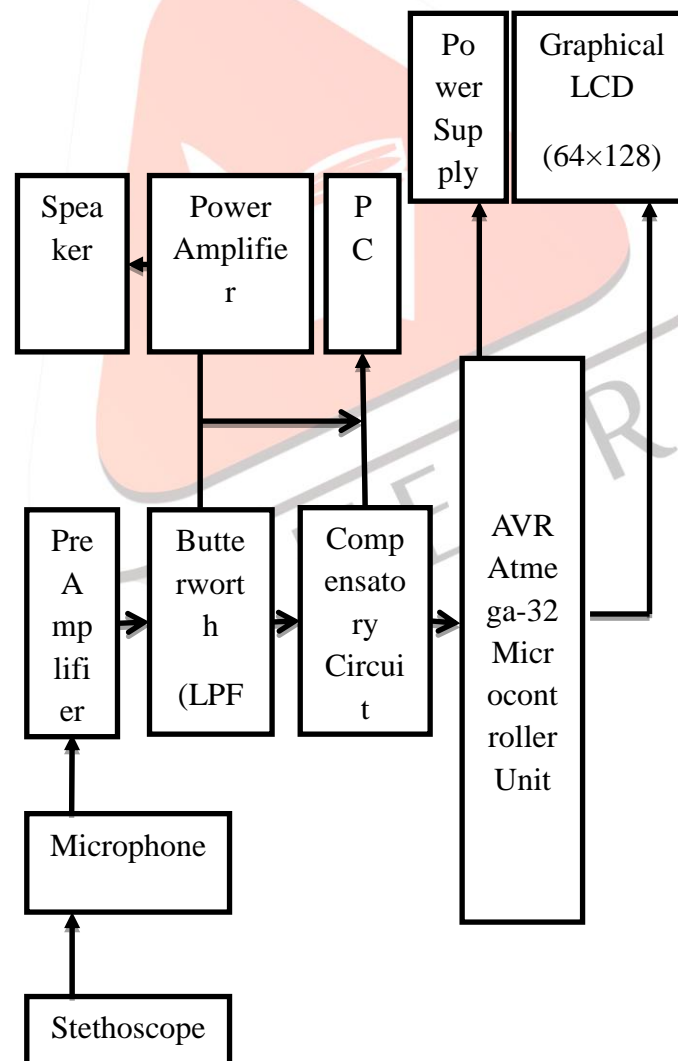 Po
wer
Sup
ply
Graphical
LCD
(64×128)
Spea
ker
Power
Amplifie
r
P
C
Pre
A
mp
lifi
er
Butte
rwort
h
(LPF
Comp
ensato
ry
Circui
t
AVR
Atme
ga-32
Micr
ocont
roller
Unit
Microphone
Stethoscope